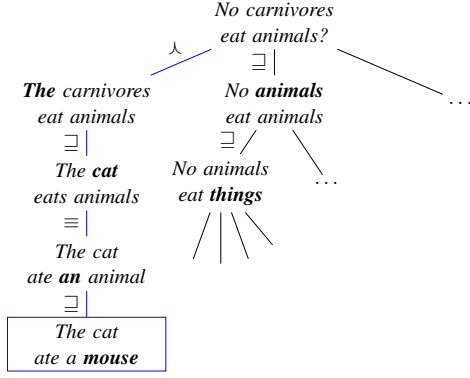 No carnivores
eat animals?
⋏
⊒
The carnivores
eat animals
No animals
eat animals
...
⊒
⊒
The cat
eats animals
No animals
eat things
...
≡
The cat
ate an animal
⊒
The cat
ate a mouse